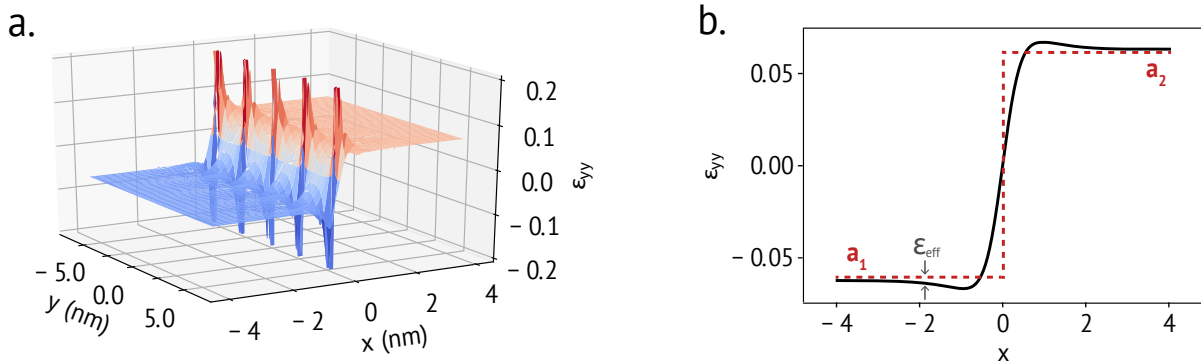 a.
0.2
0.1
0.0
− 0.1
− 0.2
εyy
− 5.0
0.0
5.0
y (nm)
− 4
− 2
0
2
4
x (nm)
b.
0.05
0.00
− 0.05
εyy
a2
a1
εeff
− 4
− 2
0
2
4
x